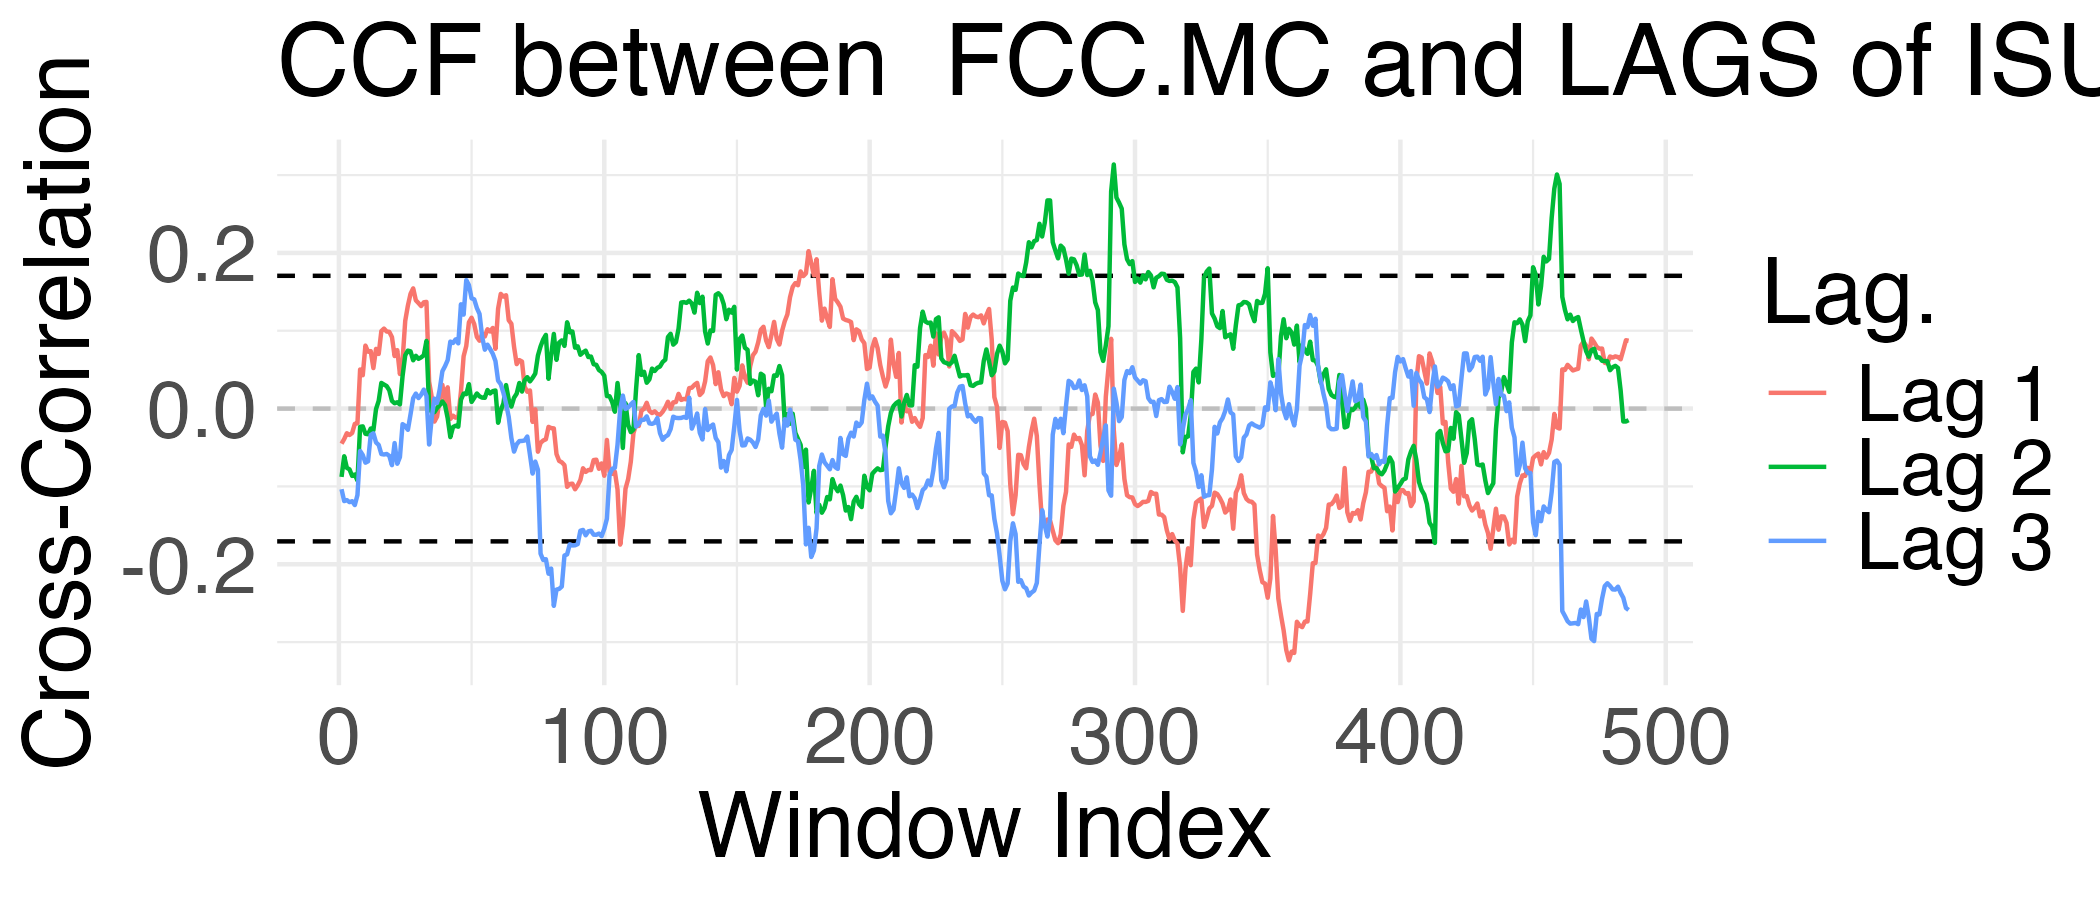 CCF between FCC.MC and LAGS of ISU
Cross-Correlation
0.2
0.0
-0.2
0
100
200
300
400
500
Window Index
Lag.
Lag 1
Lag 2
Lag 3